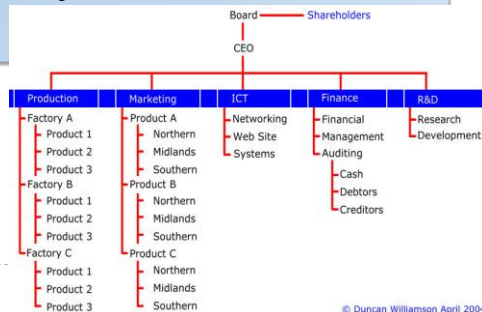 Board Shareholders
CEO
Production Marketing ICT Finance R&D
Factory A Product A Networking Financial Research
Product 1 Northern Web Site Management Development
Product 2 Midlands Systems Auditing
Product 3 Southern Cash
Factory B Product B Debtors
Product 1 Northern Creditors
Product 2 Midlands
Product 3 Southern
Factory C Product C
Product 1 Northern
Product 2 Midlands
Product 3 Southern
© Duncan Williamson April 2004